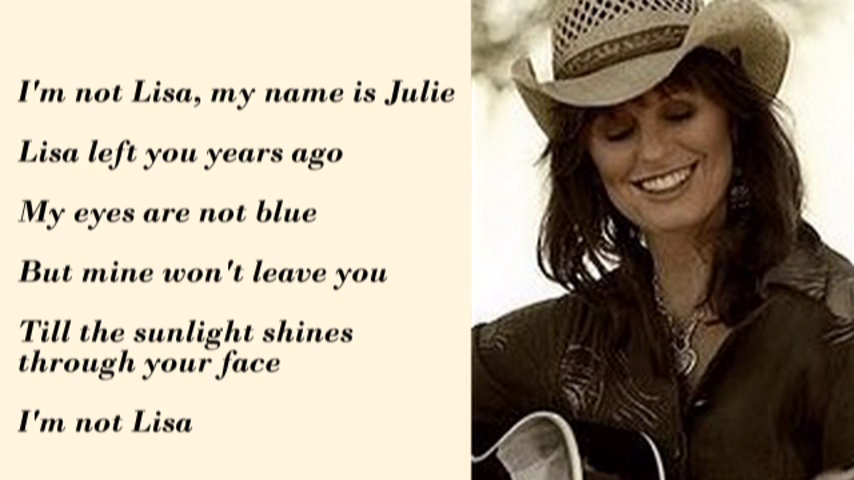 I'm not Lisa, my name is Julie
Lisa left you years ago
My eyes are not blue
But mine won't leave you
Till the sunlight shines
through your face
I'm not Lisa